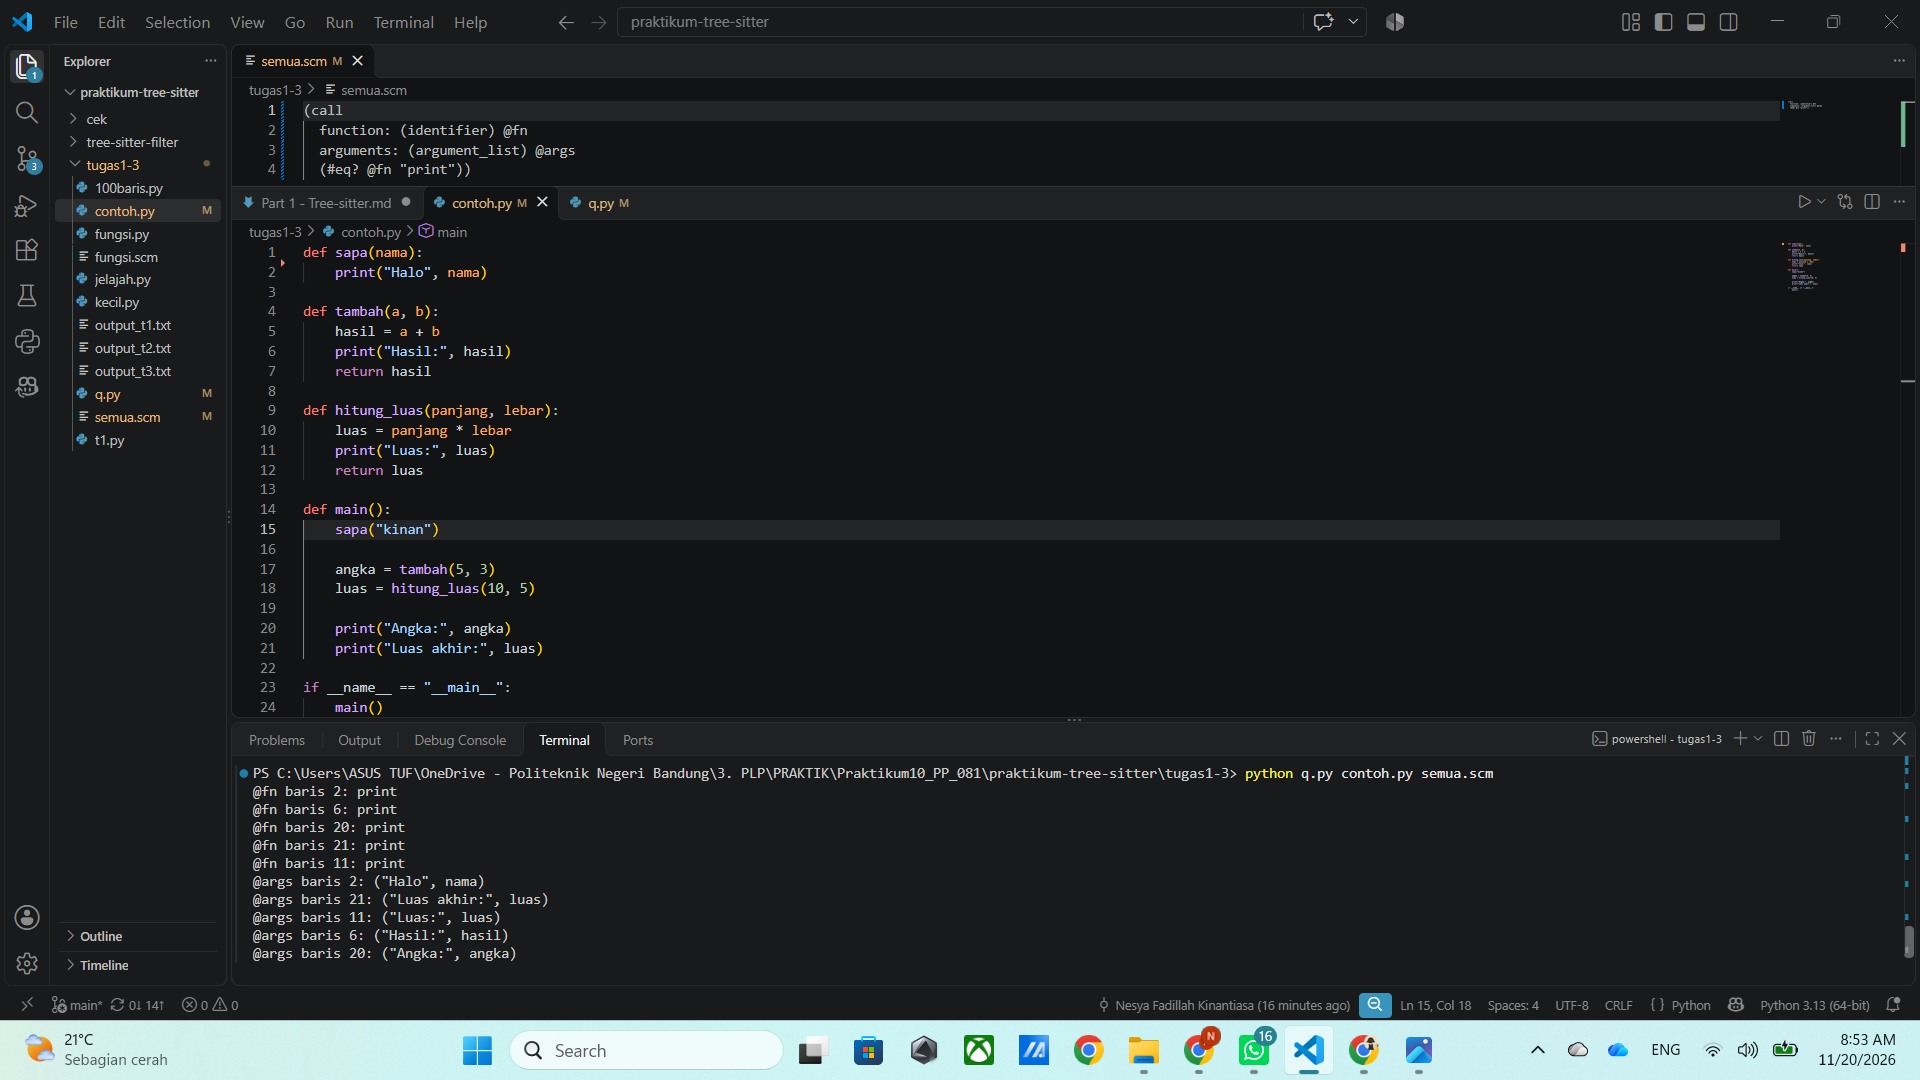 File Edit Selection View Go Run Terminal Help
praktikum-tree-sitter
Explorer
praktikum-tree-sitter
cek
tree-sitter-filter
tugas1-3
100baris.py
contoh.py M
fungsi.py
fungsi.scm
jelajah.py
kecil.py
output_t1.txt
output_t2.txt
output_t3.txt
q.py M
semua.scm M
t1.py
Outline
Timeline
1
3
semua.scm M
tugas1-3 > semua.scm
1 (call
2 function: (identifier) @fn
3 arguments: (argument_list) @args
4 (#eq? @fn "print"))
Part 1 - Tree-sitter.md contoh.py M q.py M
tugas1-3 > contoh.py > main
1 def sapa(nama):
2 print("Halo", nama)
3
4 def tambah(a, b):
5 hasil = a + b
6 print("Hasil:", hasil)
7 return hasil
8
9 def hitung_luas(panjang, lebar):
10 luas = panjang * lebar
11 print("Luas:", luas)
12 return luas
13
14 def main():
15 sapa("kinan")
16
17 angka = tambah(5, 3)
18 luas = hitung_luas(10, 5)
19
20 print("Angka:", angka)
21 print("Luas akhir:", luas)
22
23 if __name__ == "__main__":
24 main()
Problems Output Debug Console Terminal Ports
powershell - tugas1-3
PS C:\Users\ASUS TUF\OneDrive - Politeknik Negeri Bandung\3. PLP\PRAKTIK\Praktikum10_PP_081\praktikum-tree-sitter\tugas1-3> python q.py contoh.py semua.scm
@fn baris 2: print
@fn baris 6: print
@fn baris 20: print
@fn baris 21: print
@fn baris 11: print
@args baris 2: ("Halo", nama)
@args baris 21: ("Luas akhir:", luas)
@args baris 11: ("Luas:", luas)
@args baris 6: ("Hasil:", hasil)
@args baris 20: ("Angka:", angka)
main* 0↓ 14↑ 0 0
Nesya Fadillah Kinantiasa (16 minutes ago) Ln 15, Col 18 Spaces: 4 UTF-8 CRLF { } Python Python 3.13 (64-bit)
21°C
Sebagian cerah
Search
N
16
ENG
8:53 AM
11/20/2026